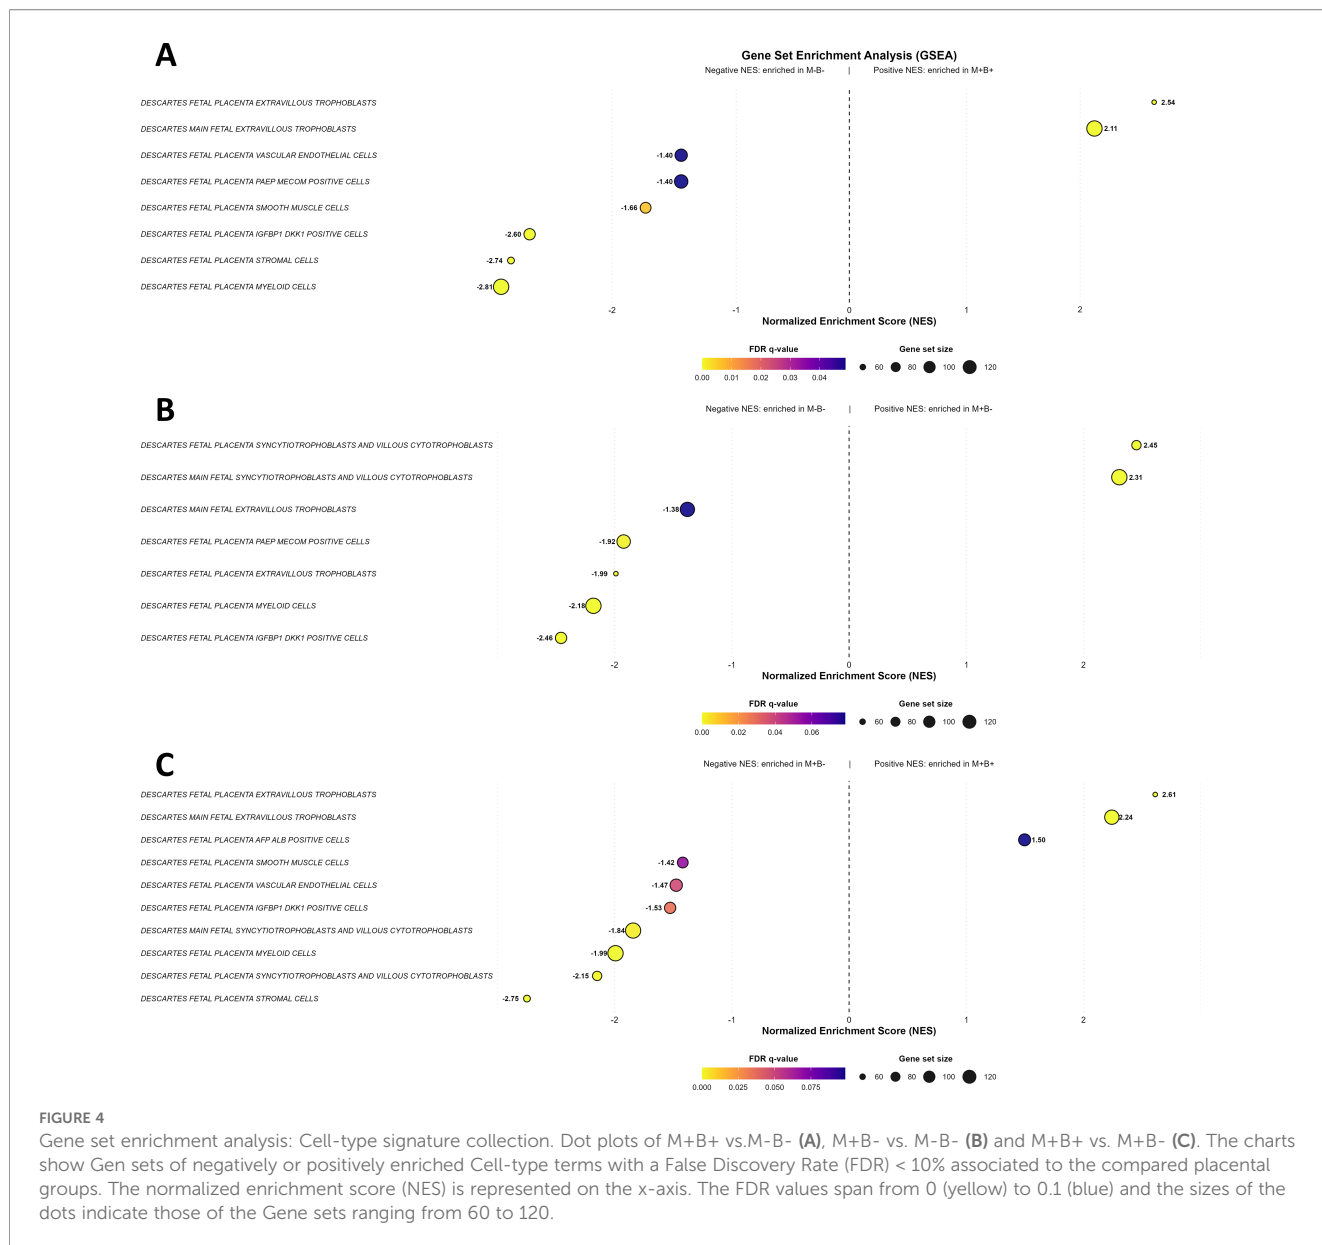 A
Gene Set Enrichment Analysis (GSEA)
Negative NES: enriched in M-B- | Positive NES: enriched in M+B+
DESCARTES FETAL PLACENTA EXTRAVILLOUS TROPHOBLASTS 2.54
DESCARTES MAIN FETAL EXTRAVILLOUS TROPHOBLASTS 2.11
DESCARTES FETAL PLACENTA VASCULAR ENDOTHELIAL CELLS -1.40
DESCARTES FETAL PLACENTA PAEP MECOM POSITIVE CELLS -1.40
DESCARTES FETAL PLACENTA SMOOTH MUSCLE CELLS -1.66
DESCARTES FETAL PLACENTA IGFBP1 DKK1 POSITIVE CELLS -2.60
DESCARTES FETAL PLACENTA STROMAL CELLS -2.74
DESCARTES FETAL PLACENTA MYELOID CELLS -2.81
-2 -1 0 1 2
Normalized Enrichment Score (NES)
FDR q-value Gene set size
60 80 100 120
0.00 0.01 0.02 0.03 0.04
B
Negative NES: enriched in M-B- | Positive NES: enriched in M+B-
DESCARTES FETAL PLACENTA SYNCYTIOTROPHOBLASTS AND VILLOUS CYTOTROPHOBLASTS 2.45
DESCARTES MAIN FETAL SYNCYTIOTROPHOBLASTS AND VILLOUS CYTOTROPHOBLASTS 2.31
DESCARTES MAIN FETAL EXTRAVILLOUS TROPHOBLASTS -1.38
DESCARTES FETAL PLACENTA PAEP MECOM POSITIVE CELLS -1.92
DESCARTES FETAL PLACENTA EXTRAVILLOUS TROPHOBLASTS -1.99
DESCARTES FETAL PLACENTA MYELOID CELLS -2.18
DESCARTES FETAL PLACENTA IGFBP1 DKK1 POSITIVE CELLS -2.46
-2 -1 0 1 2
Normalized Enrichment Score (NES)
FDR q-value Gene set size
60 80 100 120
0.00 0.02 0.04 0.06
C
Negative NES: enriched in M+B- | Positive NES: enriched in M+B+
DESCARTES FETAL PLACENTA EXTRAVILLOUS TROPHOBLASTS 2.61
DESCARTES MAIN FETAL EXTRAVILLOUS TROPHOBLASTS 2.24
DESCARTES FETAL PLACENTA AFP ALB POSITIVE CELLS 1.50
DESCARTES FETAL PLACENTA SMOOTH MUSCLE CELLS -1.42
DESCARTES FETAL PLACENTA VASCULAR ENDOTHELIAL CELLS -1.47
DESCARTES FETAL PLACENTA IGFBP1 DKK1 POSITIVE CELLS -1.53
DESCARTES MAIN FETAL SYNCYTIOTROPHOBLASTS AND VILLOUS CYTOTROPHOBLASTS -1.84
DESCARTES FETAL PLACENTA MYELOID CELLS -1.99
DESCARTES FETAL PLACENTA SYNCYTIOTROPHOBLASTS AND VILLOUS CYTOTROPHOBLASTS -2.15
DESCARTES FETAL PLACENTA STROMAL CELLS -2.75
-2 -1 0 1 2
Normalized Enrichment Score (NES)
FDR q-value Gene set size
60 80 100 120
0.000 0.025 0.050 0.075
FIGURE 4
Gene set enrichment analysis: Cell-type signature collection. Dot plots of M+B+ vs.M-B- (A), M+B- vs. M-B- (B) and M+B+ vs. M+B- (C). The charts
show Gen sets of negatively or positively enriched Cell-type terms with a False Discovery Rate (FDR) < 10% associated to the compared placental
groups. The normalized enrichment score (NES) is represented on the x-axis. The FDR values span from 0 (yellow) to 0.1 (blue) and the sizes of the
dots indicate those of the Gene sets ranging from 60 to 120.